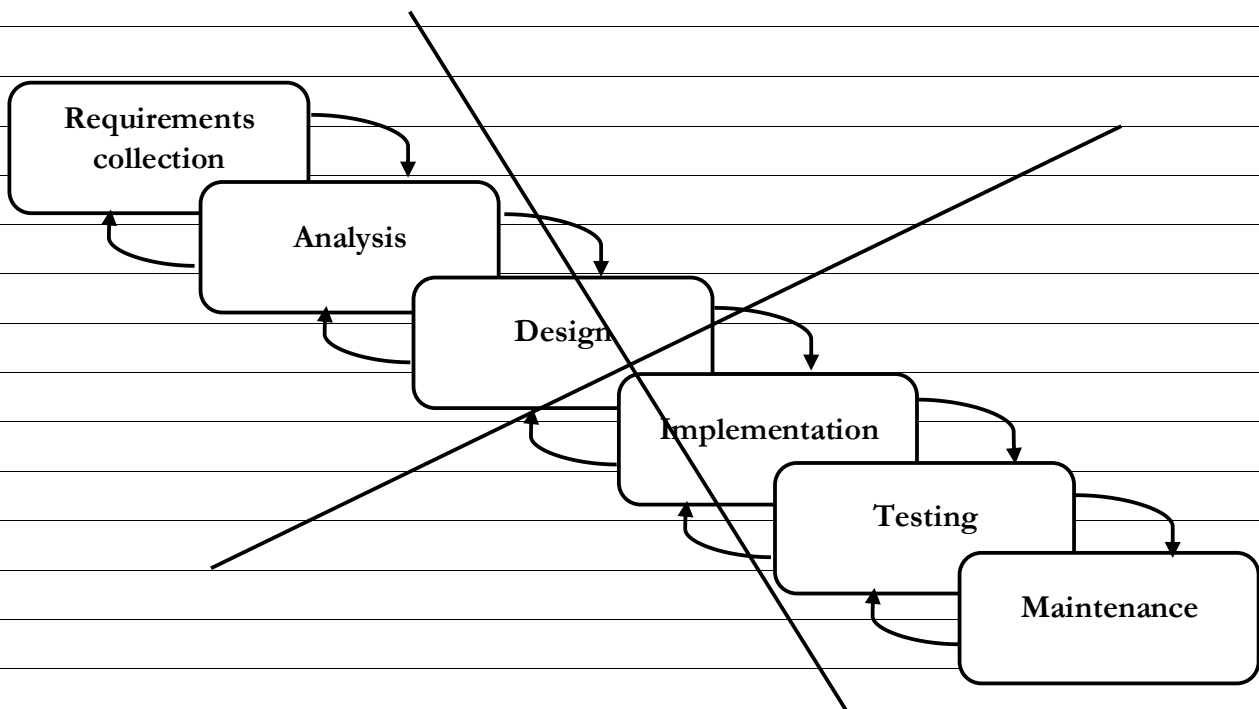 Requirements
collection
Analysis
Design
Implementation
Testing
Maintenance